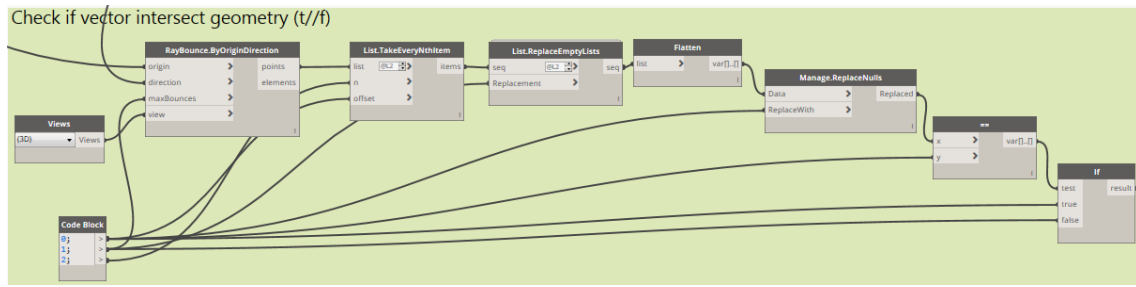 Check if vector intersect geometry (t//f)
RayBounce.ByOriginDirection
origin > points
direction > elements
maxBounces >
view >
l
List.TakeEveryNthItem
list @L2 > items
n >
offset >
l
List.ReplaceEmptyLists
seq @L2 > seq
Replacement >
l
Flatten
list > var[]..[]
l
Manage.ReplaceNulls
Data > Replaced
ReplaceWith >
l
==
x > var[]..[]
y >
l
If
test > result
true >
false >
l
Views
{3D} Views
l
Code Block
0; >
1; >
2; >
l